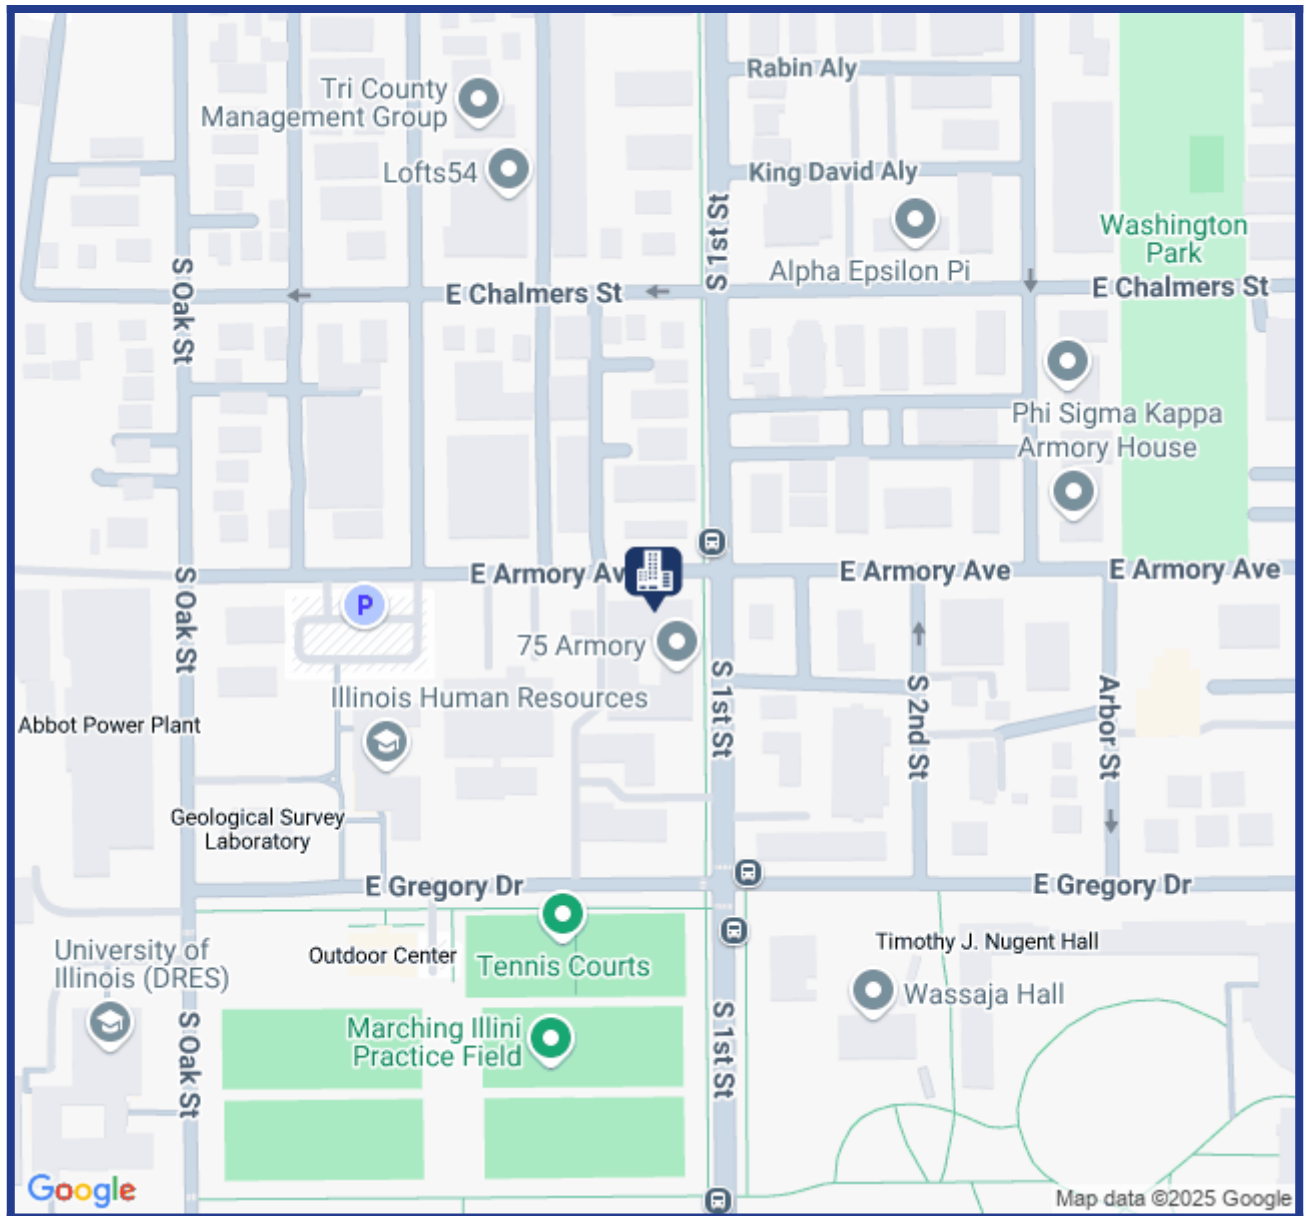 Rabin Aly
Tri County
Management Group
Lofts54
King David Aly
S 1st St
Washington
Park
Alpha Epsilon Pi
S Oak St
E Chalmers St
E Chalmers St
Phi Sigma Kappa
Armory House
E Armory Av
E Armory Ave
E Armory Ave
S Oak St
P
75 Armory
S 1st St
S 2nd St
Arbor St
Illinois Human Resources
Abbot Power Plant
Geological Survey
Laboratory
E Gregory Dr
E Gregory Dr
University of
Illinois (DRES)
Outdoor Center
Tennis Courts
Timothy J. Nugent Hall
Wassaja Hall
S Oak St
Marching Illini
Practice Field
S 1st St
Google
Map data ©2025 Google